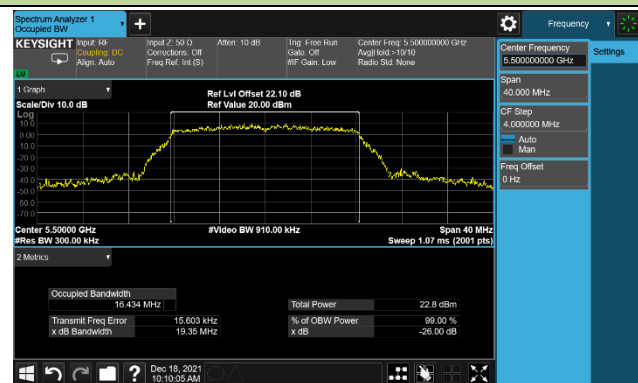 Spectrum Analyzer 1
Occupied BW
+
Frequency
KEYSIGHT Input: RF Input Z: 50 Ω Atten: 10 dB Trig: Free Run Center Freq: 5.500000000 GHz
Coupling: DC Corrections: Off Gate: Off Avg|Hold:>10/10
Align: Auto Freq Ref: Int (S) #IF Gain: Low Radio Std: None
Center Frequency
5.500000000 GHz
Settings
Span
40.000 MHz
CF Step
4.000000 MHz
Auto
Man
Freq Offset
0 Hz
1 Graph
Ref Lvl Offset 22.10 dB
Scale/Div 10.0 dB Ref Value 20.00 dBm
Log
10.0
0.00
-10.0
-20.0
-30.0
-40.0
-50.0
-60.0
-70.0
Center 5.50000 GHz #Video BW 910.00 kHz Span 40 MHz
#Res BW 300.00 kHz Sweep 1.07 ms (2001 pts)
2 Metrics
Occupied Bandwidth
16.434 MHz Total Power 22.8 dBm
Transmit Freq Error 15.603 kHz % of OBW Power 99.00 %
x dB Bandwidth 19.35 MHz x dB -26.00 dB
? Dec 18, 2021
10:10:05 AM